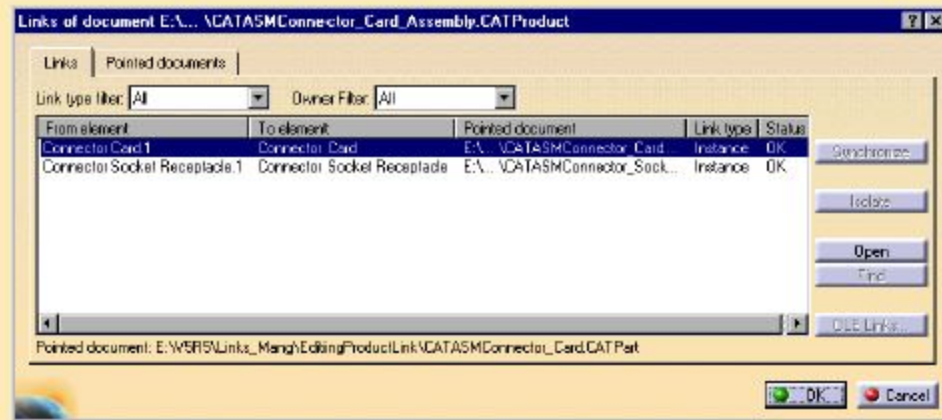 Links of document E:\... \CATASMConnector_Card_Assembly.CATProduct
Links Pointed documents
Link type filter: All Owner Filter: All
From element To element Pointed document Link type Status
Connector Card.1 Connector Card E:\... \CATASMConnector_Card... Instance OK
Connector Socket Receptacle.1 Connector Socket Receptacle E:\... \CATASMConnector_Sock... Instance OK
Synchronize
Isolate
Open
Find
OLE Links...
Pointed document: E:\V5R5\Links_Mang\EditingProductLink\CATASMConnector_Card.CATPart
OK Cancel